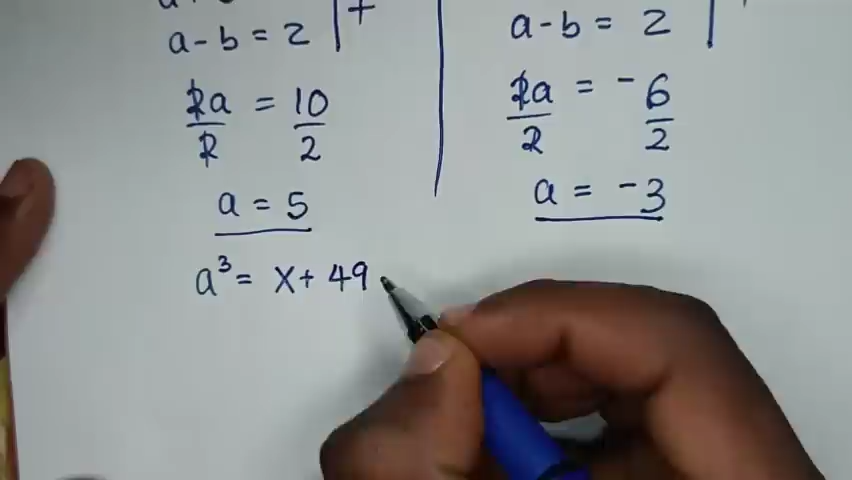 a - b = 2 | +
2a/2 = 10/2
a = 5
a³ = x + 49
a - b = 2
2a/2 = -6/2
a = -3